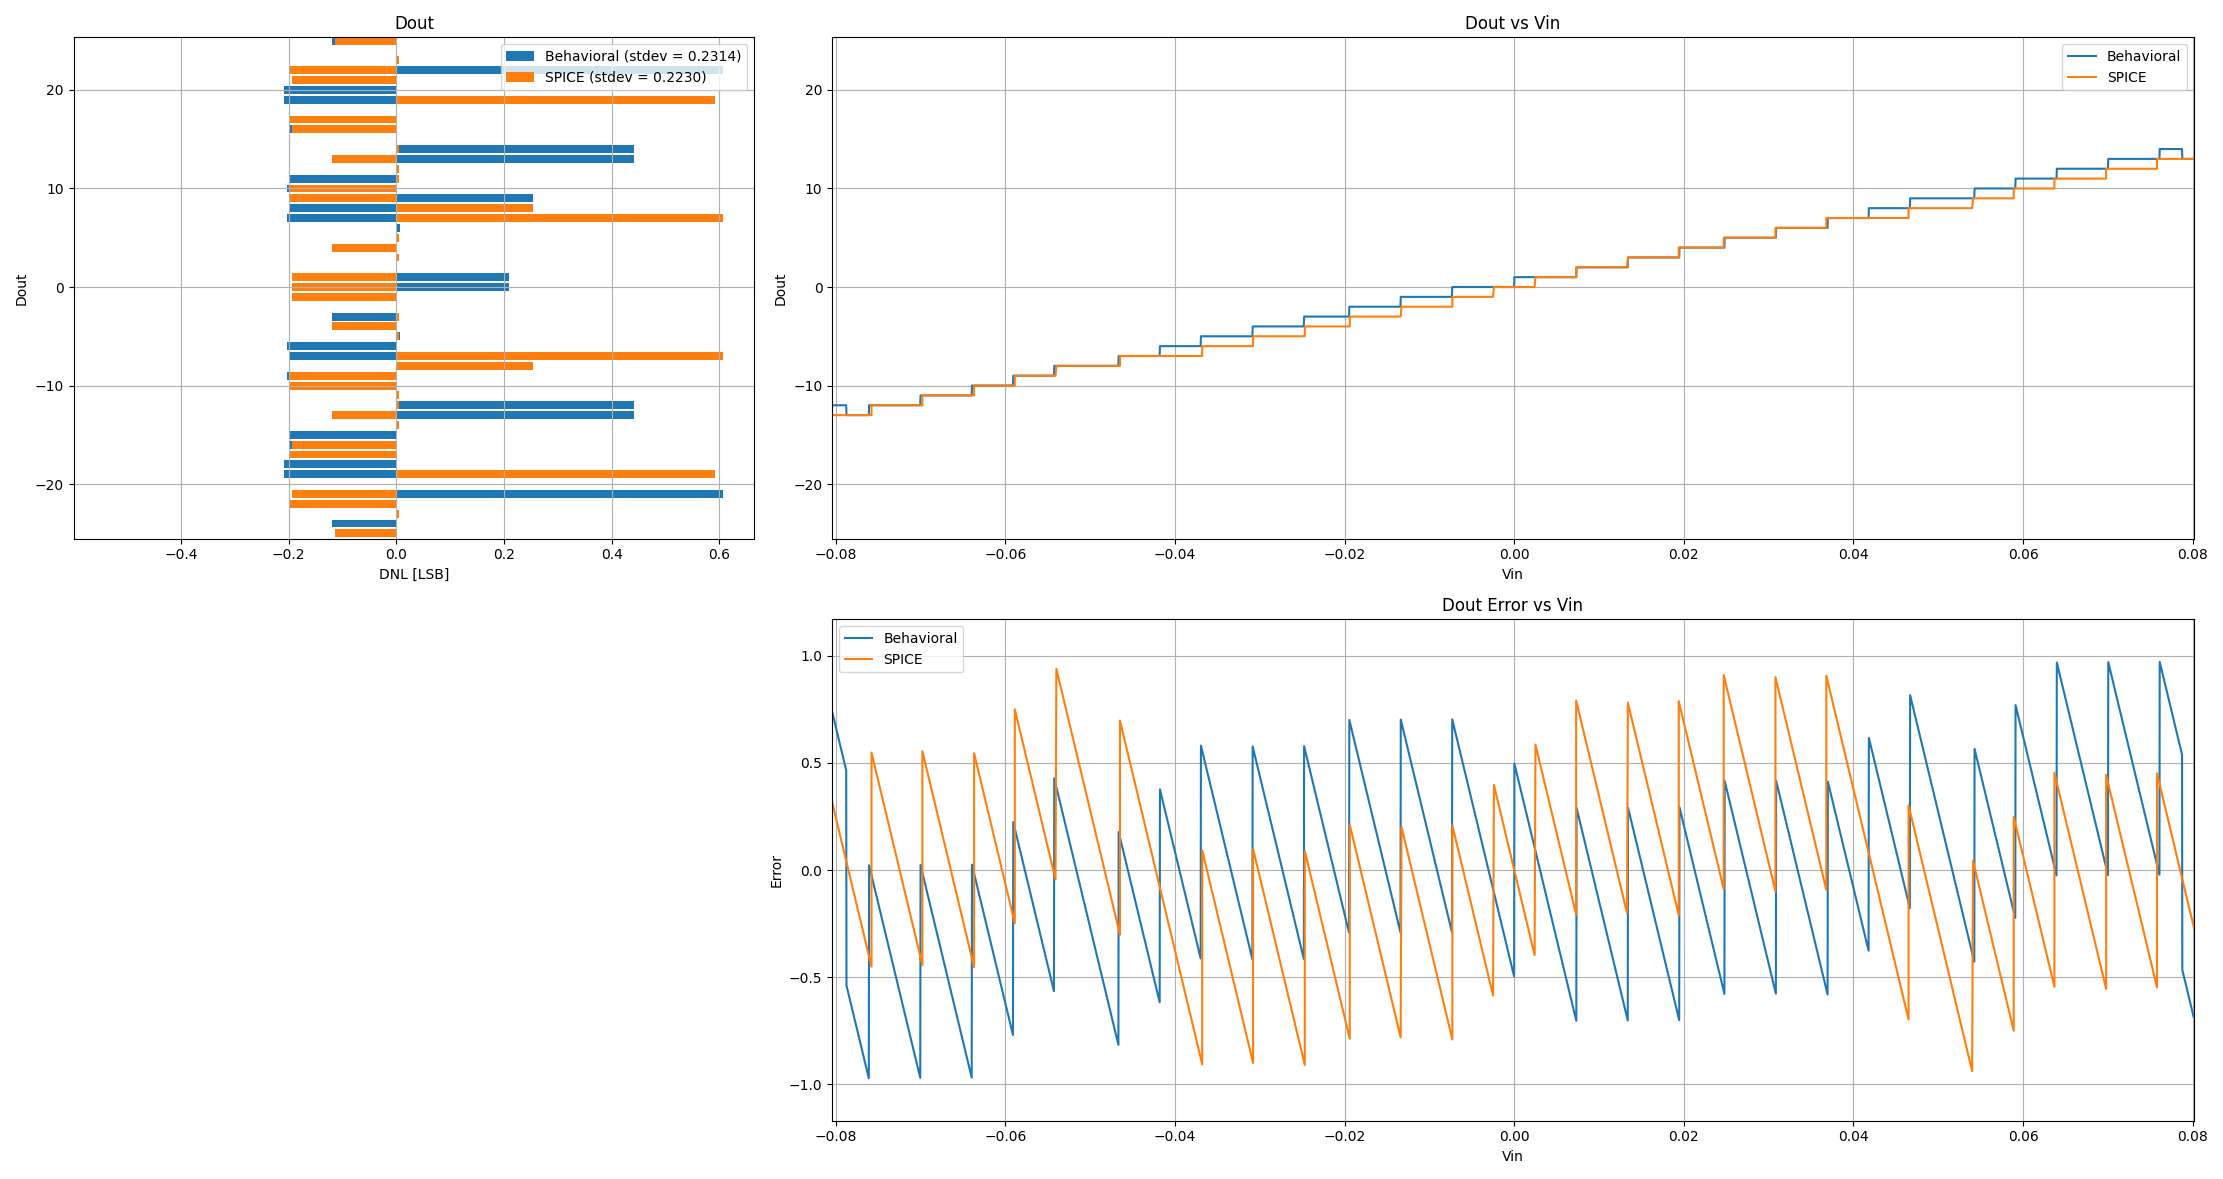 Dout
Behavioral (stdev = 0.2314)
SPICE (stdev = 0.2230)
Dout
20
10
0
−10
−20
−0.4
−0.2
0.0
0.2
0.4
0.6
DNL [LSB]
Dout vs Vin
Behavioral
SPICE
Dout
20
10
0
−10
−20
−0.08
−0.06
−0.04
−0.02
0.00
0.02
0.04
0.06
0.08
Vin
Dout Error vs Vin
Behavioral
SPICE
Error
1.0
0.5
0.0
−0.5
−1.0
−0.08
−0.06
−0.04
−0.02
0.00
0.02
0.04
0.06
0.08
Vin